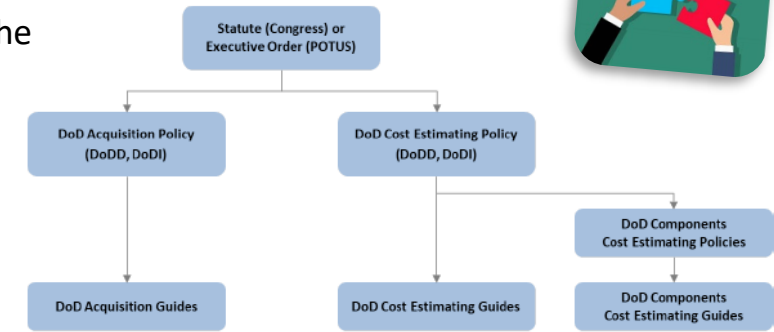 he
Statute (Congress) or
Executive Order (POTUS)
DoD Acquisition Policy
(DoDD, DoDI)
DoD Cost Estimating Policy
(DoDD, DoDI)
DoD Components
Cost Estimating Policies
DoD Acquisition Guides
DoD Cost Estimating Guides
DoD Components
Cost Estimating Guides